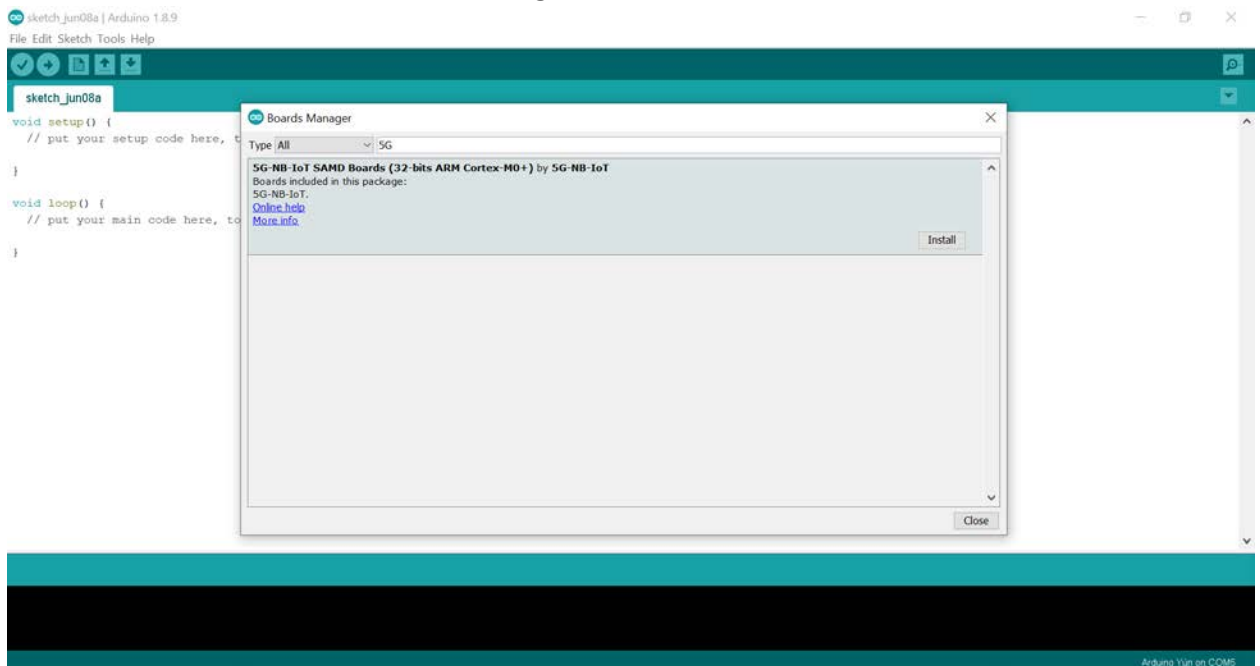 sketch_jun08a | Arduino 1.8.9
File Edit Sketch Tools Help
sketch_jun08a
void setup() {
// put your setup code here, t
}
void loop() {
// put your main code here, to
}
Boards Manager
Type All 5G
5G-NB-IoT SAMD Boards (32-bits ARM Cortex-M0+) by 5G-NB-IoT
Boards included in this package:
5G-NB-IoT.
Online help
More info
Install
Close
Arduino Yún on COM5